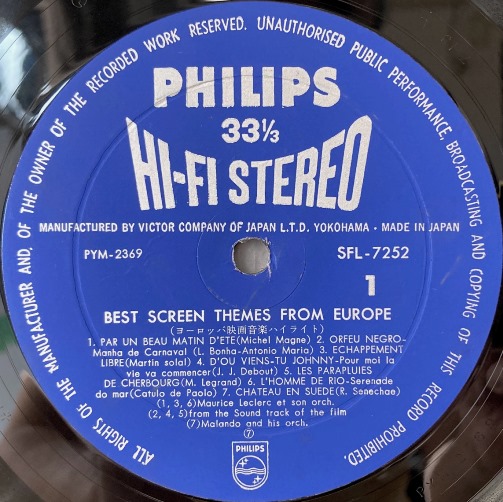 ALL RIGHTS OF THE MANUFACTURER AND, OF THE OWNER OF THE RECORDED WORK RESERVED. UNAUTHORISED PUBLIC PERFORMANCE, BROADCASTING AND COPYING OF THIS RECORD PROHIBITED.
PHILIPS
33⅓
HI-FI STEREO
MANUFACTURED BY VICTOR COMPANY OF JAPAN L.T.D. YOKOHAMA • MADE IN JAPAN
PYM-2369 SFL-7252
1
BEST SCREEN THEMES FROM EUROPE
(ヨーロッパ映画音楽ハイライト)
1. PAR UN BEAU MATIN D'ETE(Michel Magne) 2. ORFEU NEGRO-
Manha de Carnaval (L. Bonha-Antonio Maria) 3. ECHAPPEMENT
LIBRE(Martin solal) 4. D'OU VIENS-TU JOHNNY-Pour moi la
vie va commencer(J. J. Debout) 5. LES PARAPLUIES
DE CHERBOURG(M. Legrand) 6. L'HOMME DE RIO-Serenade
do mar(Catulo de Paolo) 7. CHATEAU EN SUEDE(R. Senechae)
(1, 3, 6)Maurice Leclerc et son orch.
(2, 4, 5)from the Sound track of the film
(7)Malando and his orch.
⑦
PHILIPS